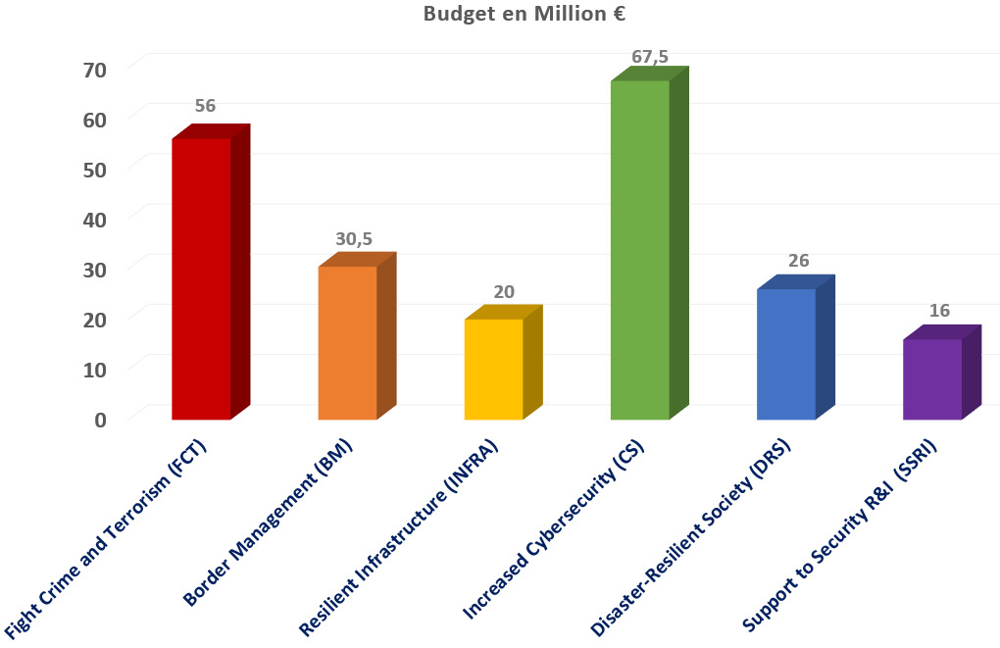 Budget en Million €
70
60
50
40
30
20
10
0
56
30,5
20
67,5
26
16
Fight Crime and Terrorism (FCT)
Border Management (BM)
Resilient Infrastructure (INFRA)
Increased Cybersecurity (CS)
Disaster-Resilient Society (DRS)
Support to Security R&I (SSRI)